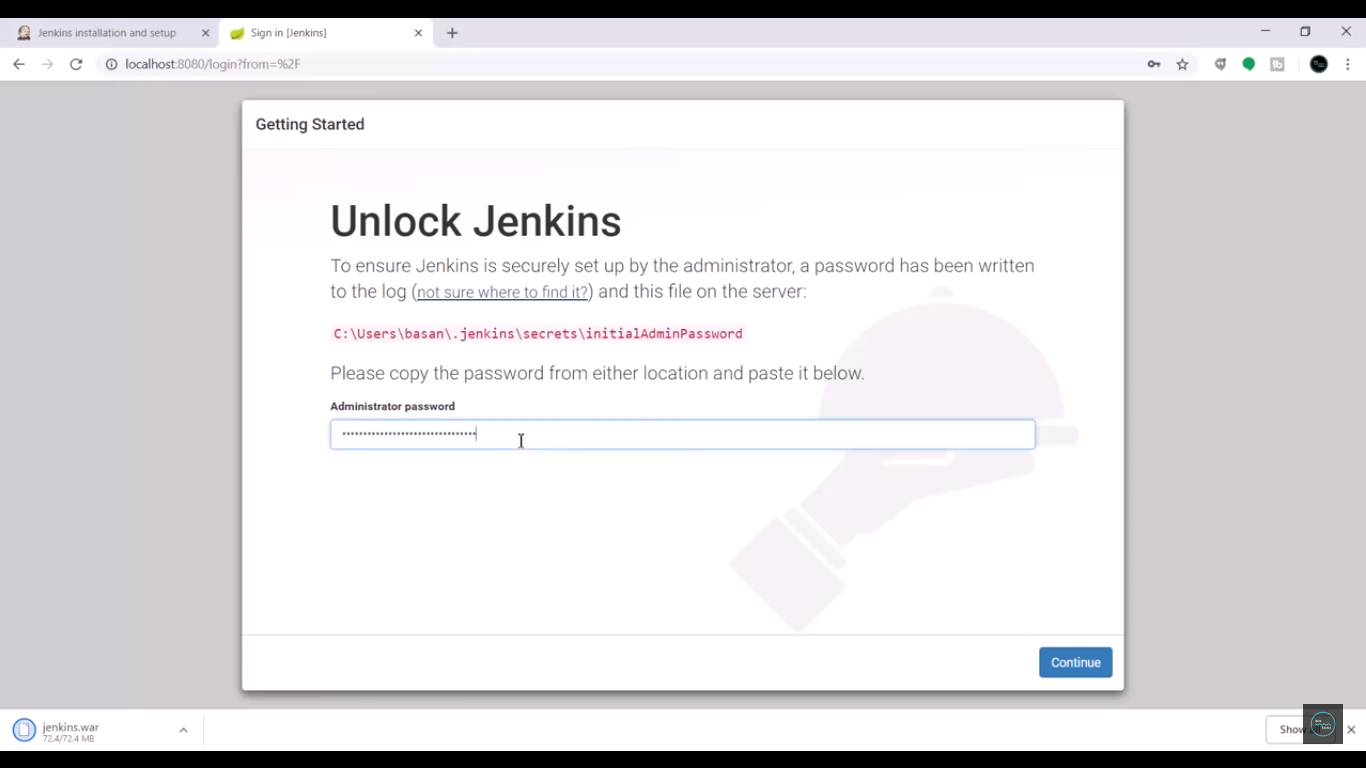 Jenkins installation and setup
Sign in [Jenkins]
localhost:8080/login?from=%2F
Getting Started
Unlock Jenkins
To ensure Jenkins is securely set up by the administrator, a password has been written
to the log (not sure where to find it?) and this file on the server:
C:\Users\basan\.jenkins\secrets\initialAdminPassword
Please copy the password from either location and paste it below.
Administrator password
Continue
jenkins.war
72.4/72.4 MB
Show